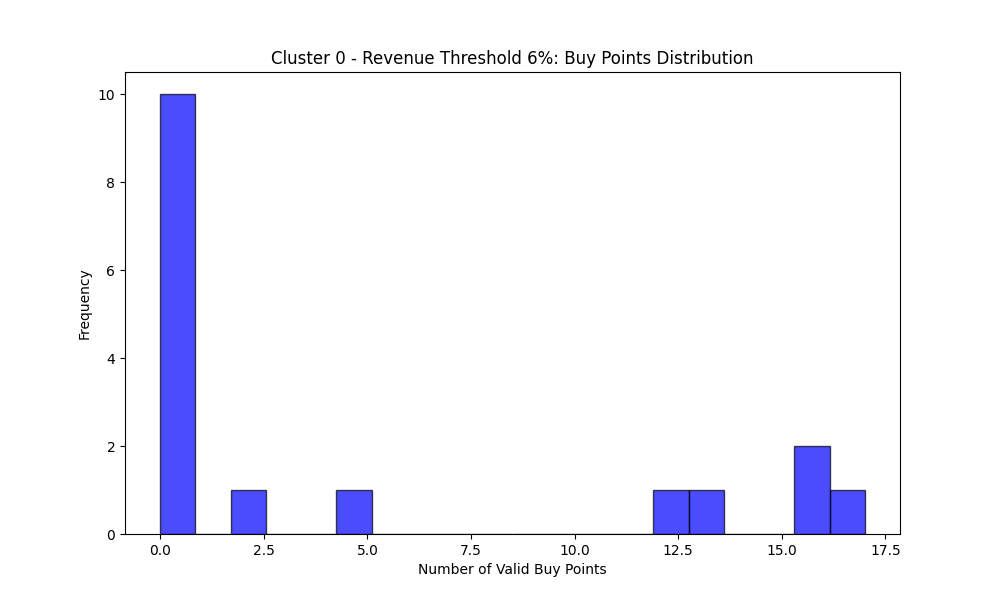 Cluster 0 - Revenue Threshold 6%: Buy Points Distribution
10
8
6
4
2
0
Frequency
0.0 2.5 5.0 7.5 10.0 12.5 15.0 17.5
Number of Valid Buy Points